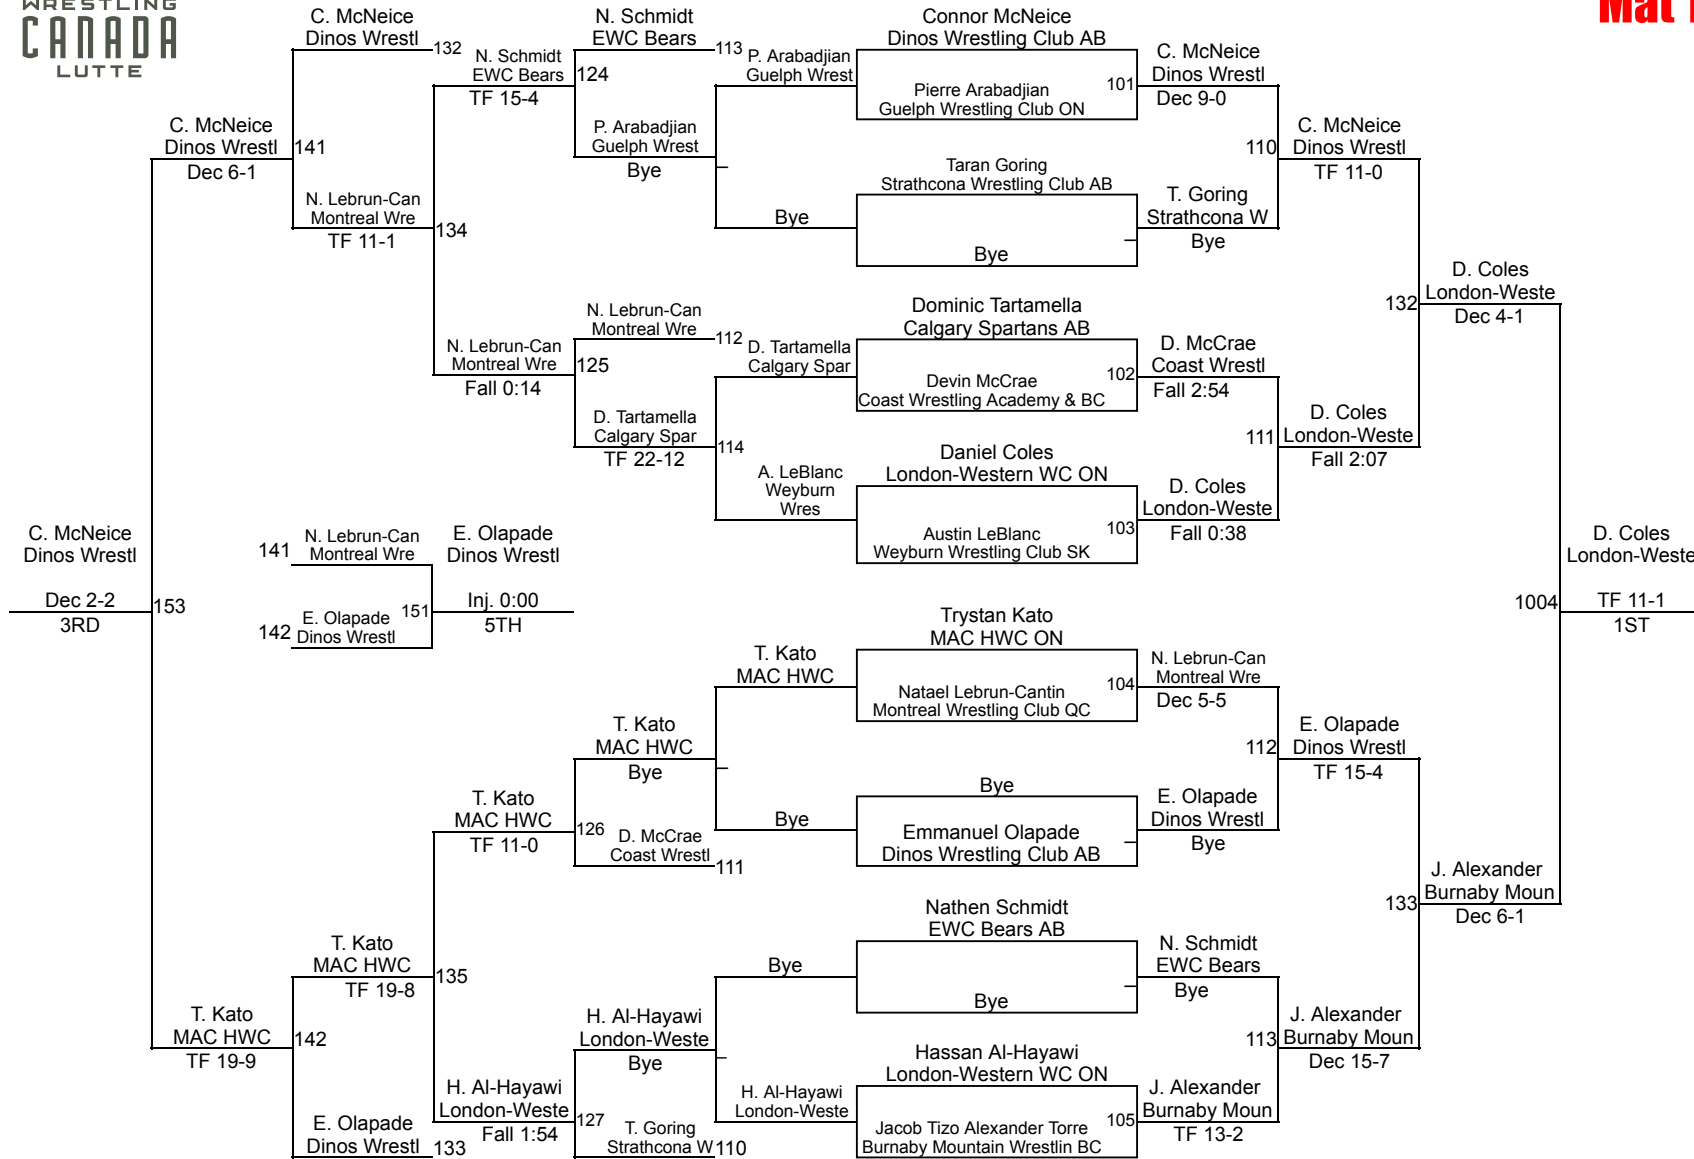 WRESTLING
CANADA
LUTTE
Mat
C. McNeice
Dinos Wrestl
132
N. Schmidt
EWC Bears
TF 15-4
N. Schmidt
EWC Bears
113
124
P. Arabadjian
Guelph Wrest
Connor McNeice
Dinos Wrestling Club AB
Pierre Arabadjian
Guelph Wrestling Club ON
101
C. McNeice
Dinos Wrestl
Dec 9-0
C. McNeice
Dinos Wrestl
Dec 6-1
141
P. Arabadjian
Guelph Wrest
Bye
110
C. McNeice
Dinos Wrestl
TF 11-0
Taran Goring
Strathcona Wrestling Club AB
Bye
N. Lebrun-Can
Montreal Wre
TF 11-1
134
Bye
T. Goring
Strathcona W
Bye
D. Coles
London-Weste
Dec 4-1
132
N. Lebrun-Can
Montreal Wre
112
Dominic Tartamella
Calgary Spartans AB
Devin McCrae
Coast Wrestling Academy & BC
102
D. McCrae
Coast Wrestl
Fall 2:54
N. Lebrun-Can
Montreal Wre
Fall 0:14
125
D. Tartamella
Calgary Spar
D. Tartamella
Calgary Spar
TF 22-12
114
111
D. Coles
London-Weste
Fall 2:07
A. LeBlanc
Weyburn
Wres
Daniel Coles
London-Western WC ON
Austin LeBlanc
Weyburn Wrestling Club SK
103
D. Coles
London-Weste
Fall 0:38
C. McNeice
Dinos Wrestl
Dec 2-2
3RD
153
141
N. Lebrun-Can
Montreal Wre
142
E. Olapade
Dinos Wrestl
151
E. Olapade
Dinos Wrestl
Inj. 0:00
5TH
D. Coles
London-Weste
1004
TF 11-1
1ST
Trystan Kato
MAC HWC ON
Natael Lebrun-Cantin
Montreal Wrestling Club QC
104
T. Kato
MAC HWC
N. Lebrun-Can
Montreal Wre
Dec 5-5
T. Kato
MAC HWC
Bye
112
E. Olapade
Dinos Wrestl
TF 15-4
Bye
Emmanuel Olapade
Dinos Wrestling Club AB
Bye
E. Olapade
Dinos Wrestl
Bye
T. Kato
MAC HWC
TF 11-0
126
D. McCrae
Coast Wrestl
111
133
J. Alexander
Burnaby Moun
Dec 6-1
Nathen Schmidt
EWC Bears AB
Bye
Bye
N. Schmidt
EWC Bears
Bye
T. Kato
MAC HWC
TF 19-8
135
T. Kato
MAC HWC
TF 19-9
142
H. Al-Hayawi
London-Weste
Bye
113
J. Alexander
Burnaby Moun
Dec 15-7
Hassan Al-Hayawi
London-Western WC ON
Jacob Tizo Alexander Torre
Burnaby Mountain Wrestlin BC
105
H. Al-Hayawi
London-Weste
J. Alexander
Burnaby Moun
TF 13-2
H. Al-Hayawi
London-Weste
Fall 1:54
127
T. Goring
Strathcona W
110
E. Olapade
Dinos Wrestl
133